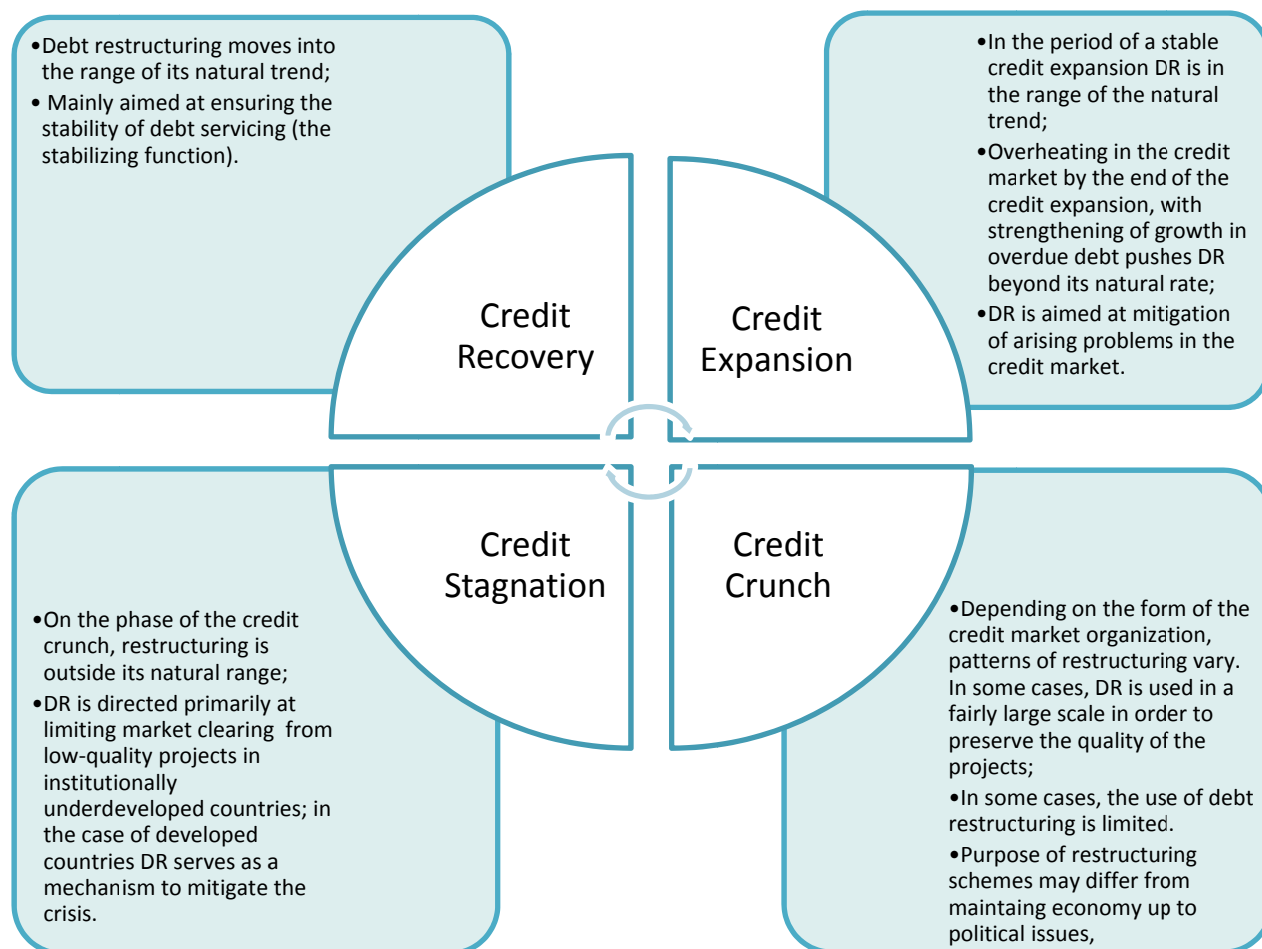 •Debt restructuring moves into
the range of its natural trend;
• Mainly aimed at ensuring the
stability of debt servicing (the
stabilizing function).
•In the period of a stable
credit expansion DR is in
the range of the natural
trend;
•Overheating in the credit
market by the end of the
credit expansion, with
strengthening of growth in
overdue debt pushes DR
beyond its natural rate;
•DR is aimed at mitigation
of arising problems in the
credit market.
Credit
Recovery
Credit
Expansion
Credit
Stagnation
Credit
Crunch
•On the phase of the credit
crunch, restructuring is
outside its natural range;
•DR is directed primarily at
limiting market clearing from
low-quality projects in
institutionally
underdeveloped countries; in
the case of developed
countries DR serves as a
mechanism to mitigate the
crisis.
•Depending on the form of the
credit market organization,
patterns of restructuring vary.
In some cases, DR is used in a
fairly large scale in order to
preserve the quality of the
projects;
•In some cases, the use of debt
restructuring is limited.
•Purpose of restructuring
schemes may differ from
maintaing economy up to
political issues,